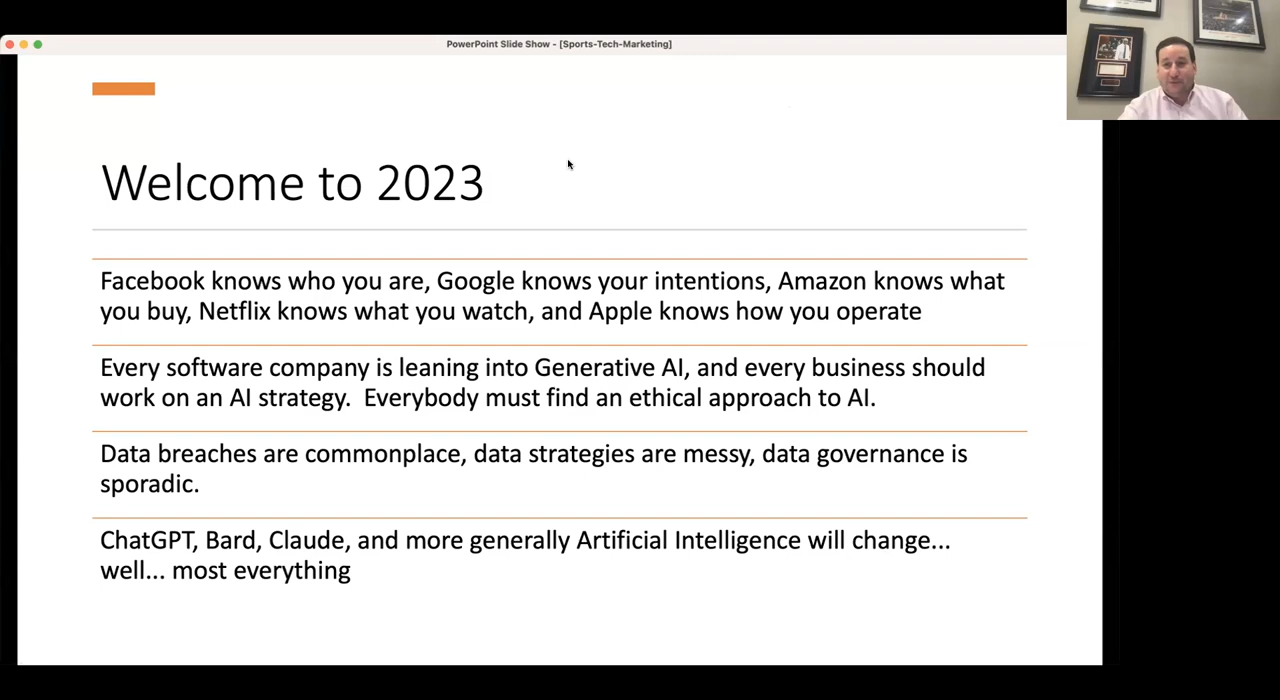 PowerPoint Slide Show - [Sports-Tech-Marketing]
Welcome to 2023
Facebook knows who you are, Google knows your intentions, Amazon knows what
you buy, Netflix knows what you watch, and Apple knows how you operate
Every software company is leaning into Generative AI, and every business should
work on an AI strategy.  Everybody must find an ethical approach to AI.
Data breaches are commonplace, data strategies are messy, data governance is
sporadic.
ChatGPT, Bard, Claude, and more generally Artificial Intelligence will change...
well... most everything